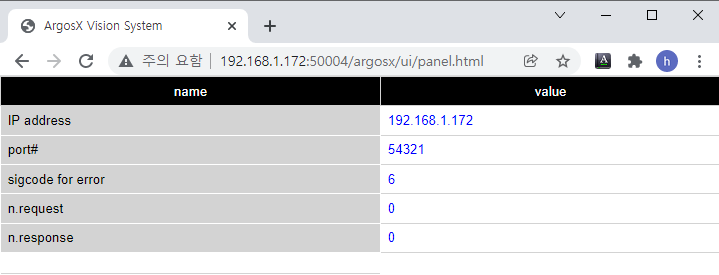 ArgosX Vision System
주의 요함 | 192.168.1.172:50004/argosx/ui/panel.html
A
h
name value
IP address 192.168.1.172
port# 54321
sigcode for error 6
n.request 0
n.response 0